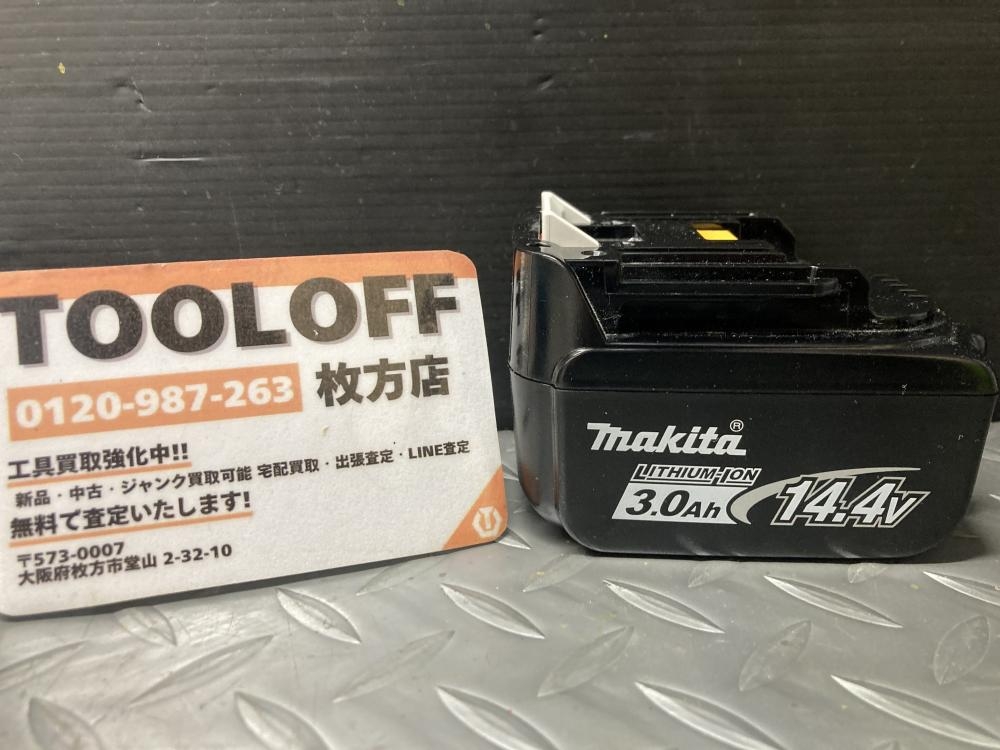 TOOLOFF
0120-987-263 枚方店
工具買取強化中!!
新品・中古・ジャンク買取可能 宅配買取・出張査定・LINE査定
無料で査定いたします!
〒573-0007
大阪府枚方市堂山 2-32-10
makita®
LITHIUM-ION
3.0Ah 14.4V